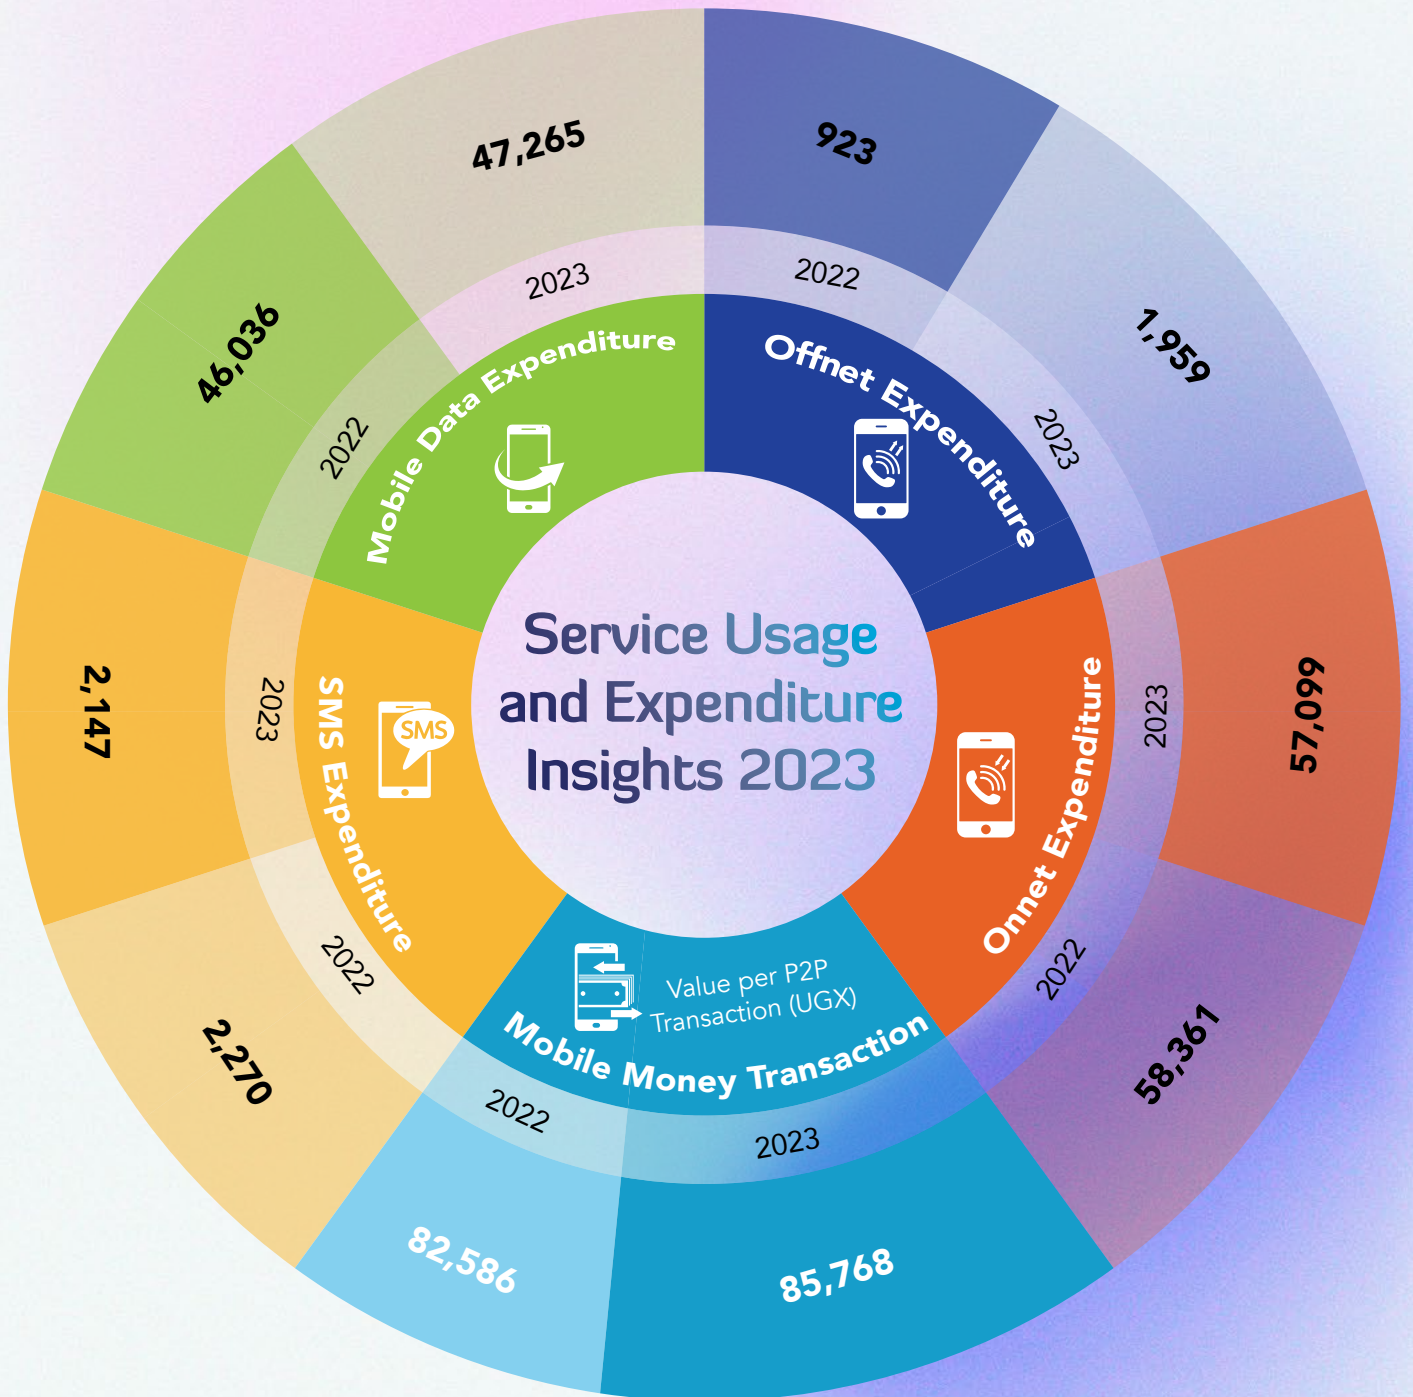 Service Usage
and Expenditure
Insights 2023
Offnet Expenditure
2022
923
2023
1,959
Onnet Expenditure
2023
57,099
2022
58,361
Mobile Money Transaction
Value per P2P
Transaction (UGX)
2023
85,768
2022
82,586
SMS Expenditure
SMS
2022
2,270
2023
2,147
Mobile Data Expenditure
2022
46,036
2023
47,265